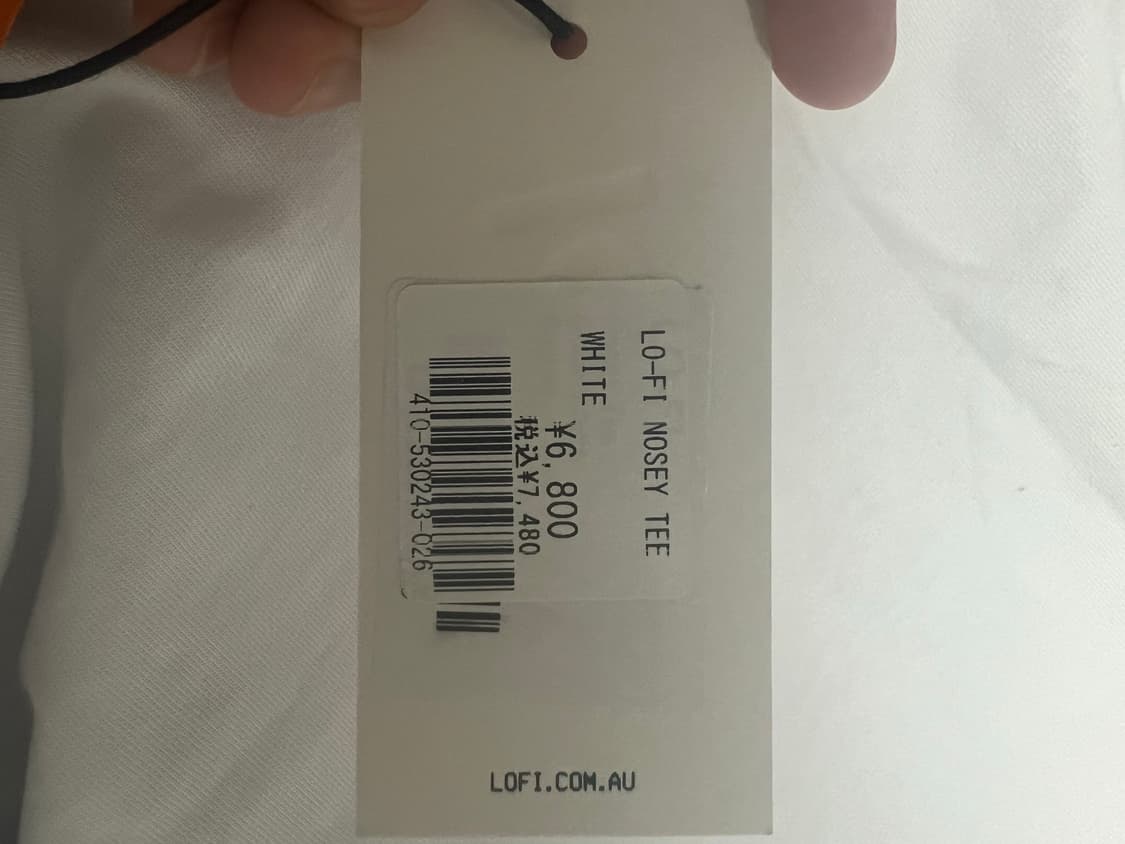 LO-FI NOSEY TEE
WHITE
¥6,800
税込¥7,480
410-530243-026
LOFI.COM.AU